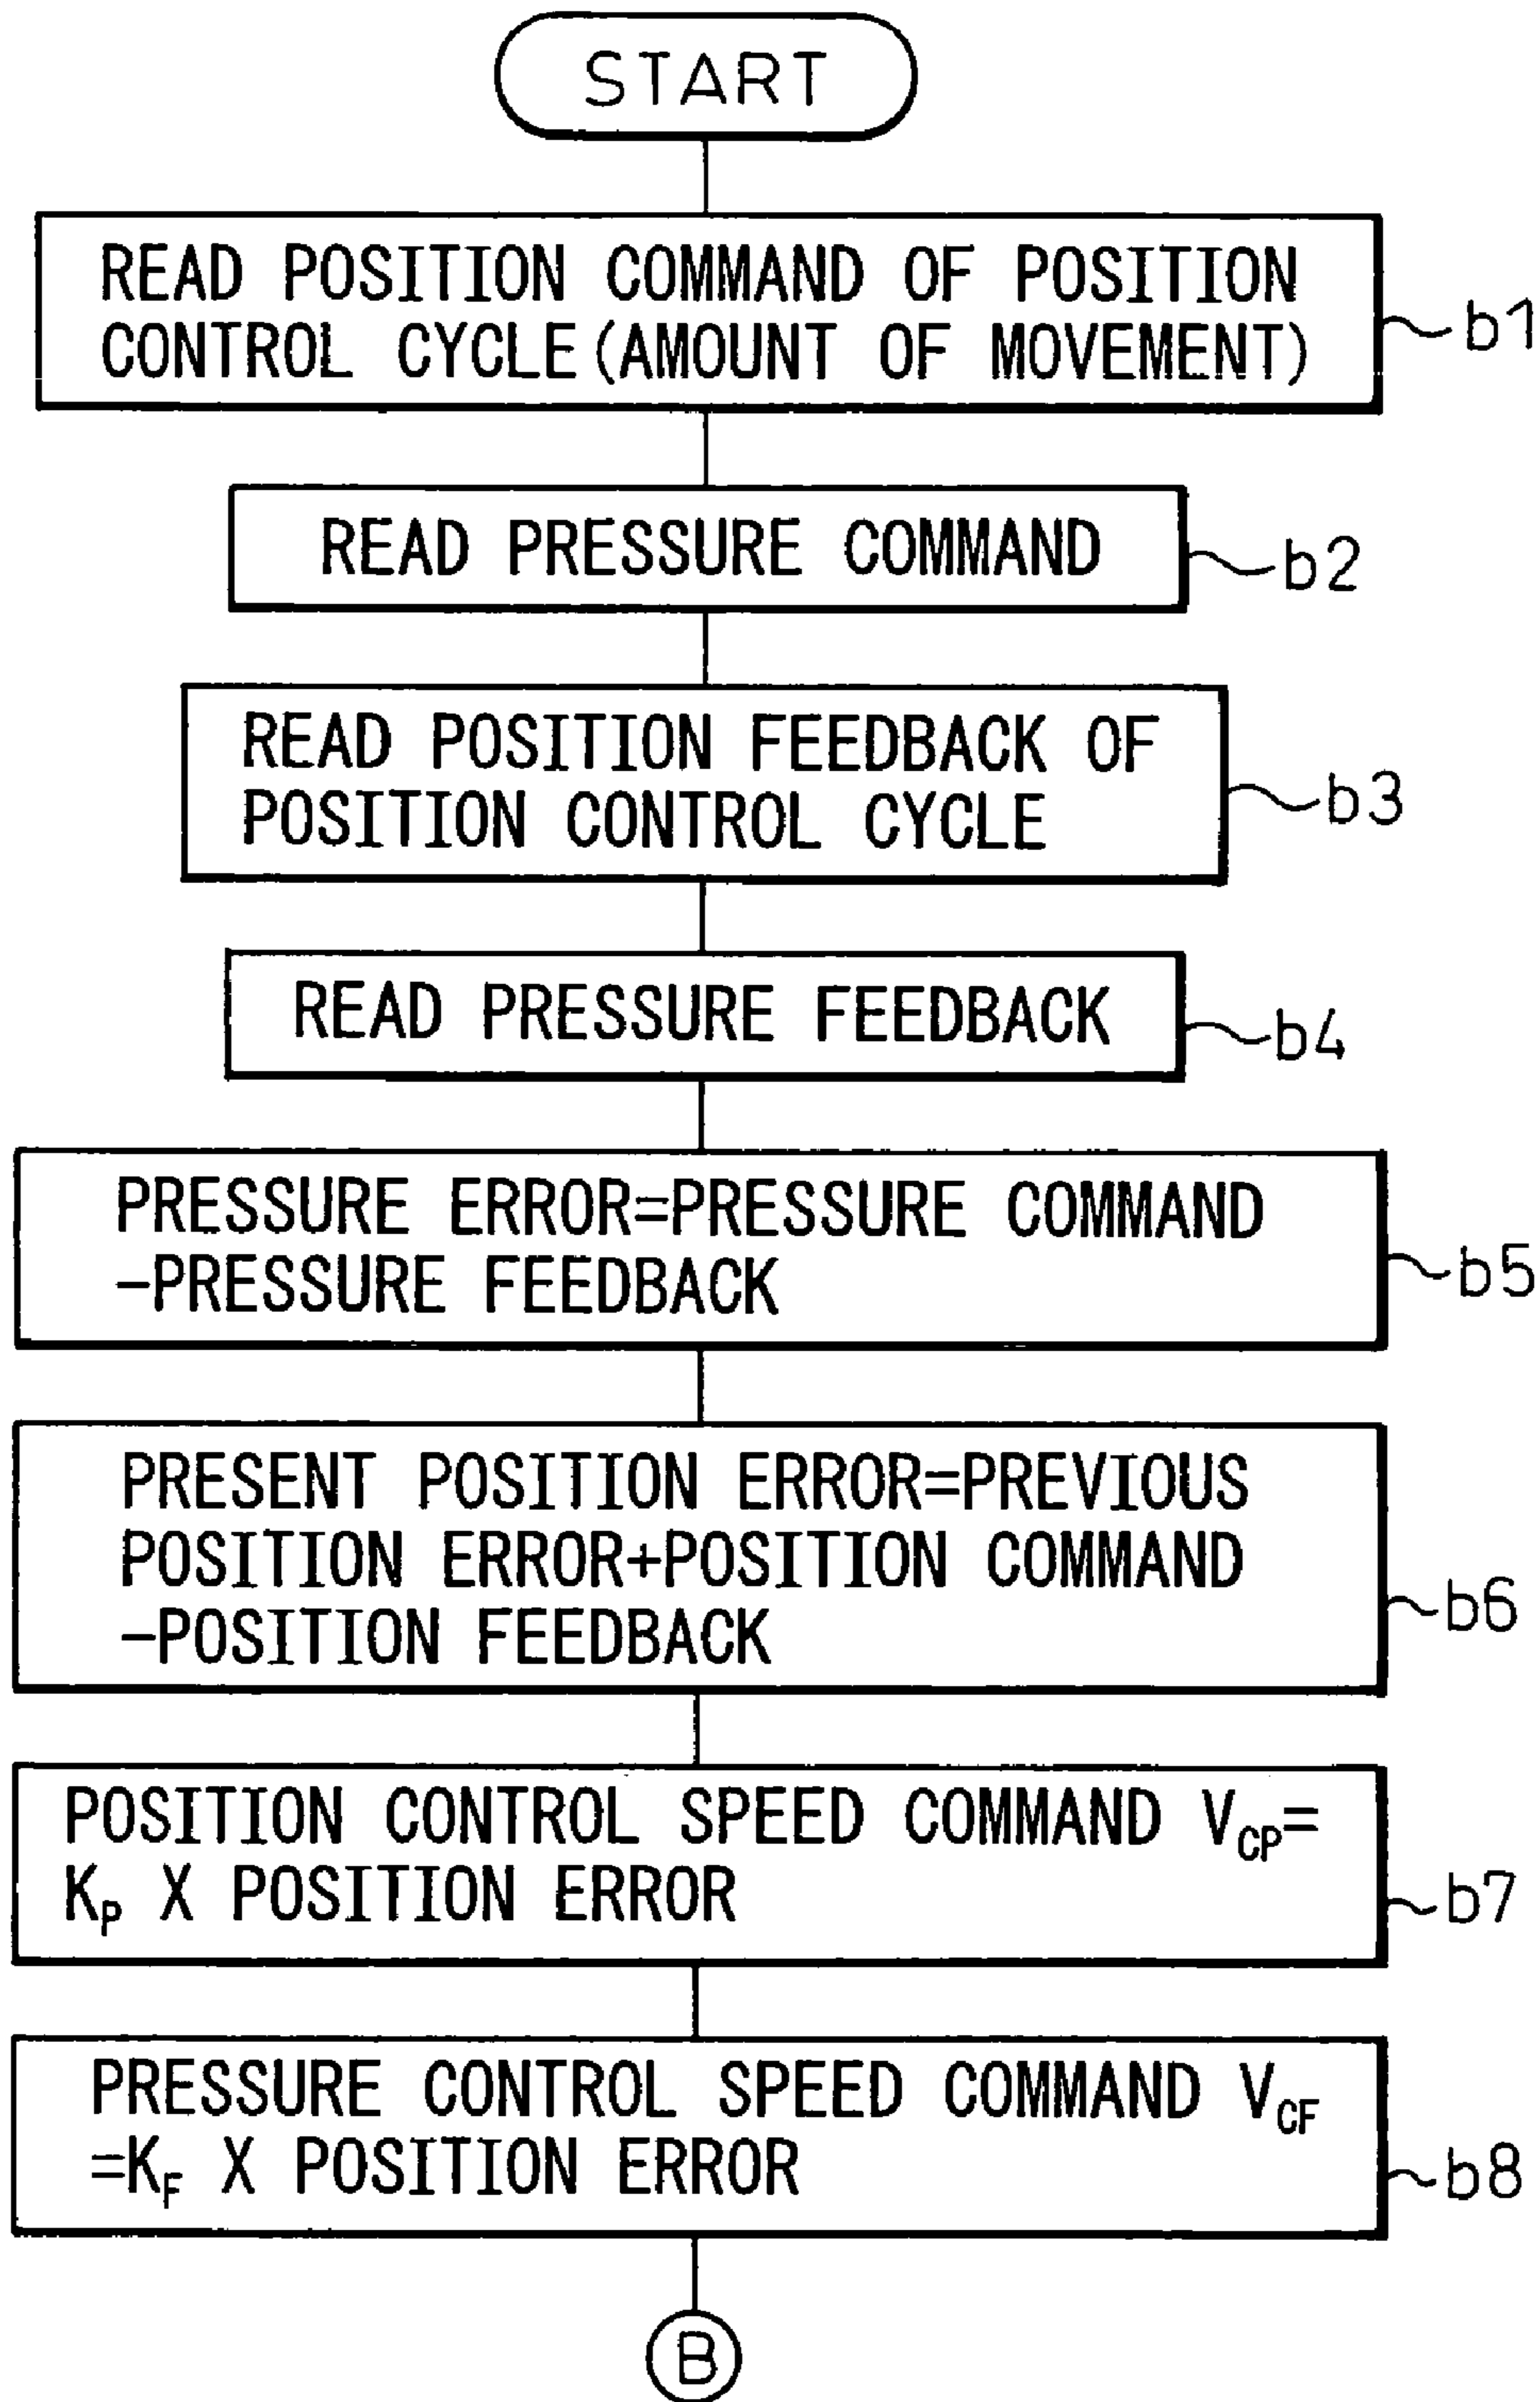 START
READ POSITION COMMAND OF POSITION
CONTROL CYCLE (AMOUNT OF MOVEMENT)
b1
READ PRESSURE COMMAND
b2
READ POSITION FEEDBACK OF
POSITION CONTROL CYCLE
b3
READ PRESSURE FEEDBACK
b4
PRESSURE ERROR=PRESSURE COMMAND
-PRESSURE FEEDBACK
b5
PRESENT POSITION ERROR=PREVIOUS
POSITION ERROR+POSITION COMMAND
-POSITION FEEDBACK
b6
POSITION CONTROL SPEED COMMAND VCP=
KP X POSITION ERROR
b7
PRESSURE CONTROL SPEED COMMAND VCF
=KF X POSITION ERROR
b8
B